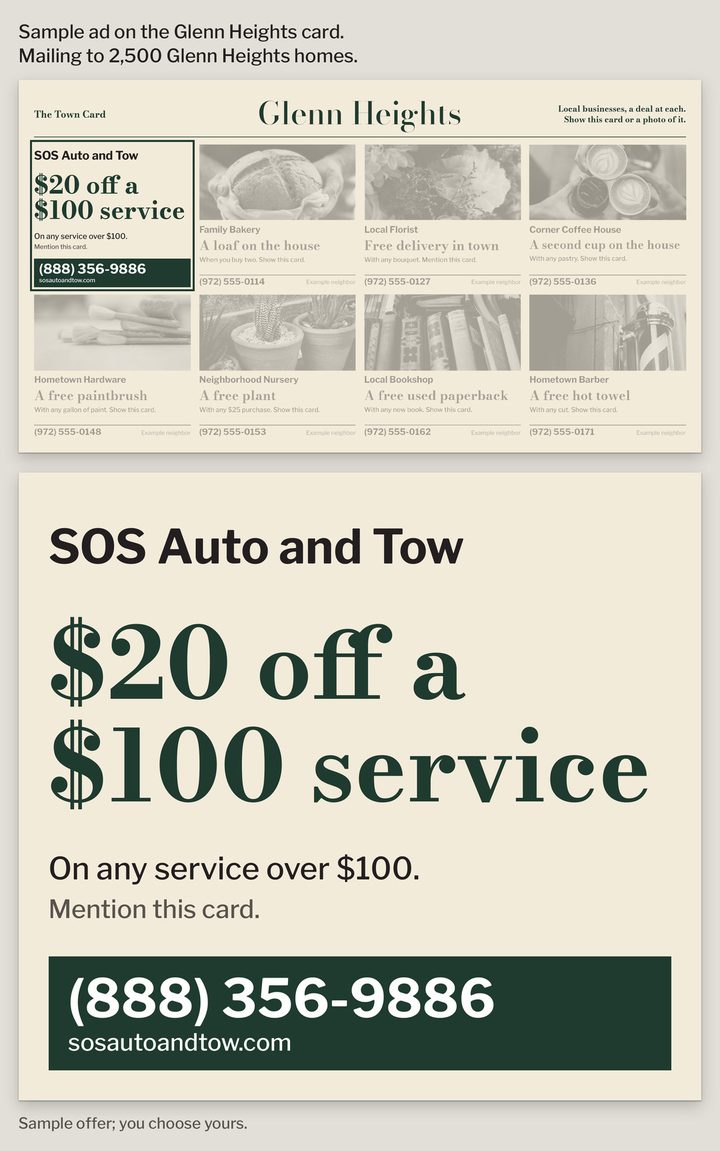 Sample ad on the Glenn Heights card.
Mailing to 2,500 Glenn Heights homes.
The Town Card
Glenn Heights
Local businesses, a deal at each.
Show this card or a photo of it.
SOS Auto and Tow
$20 off a
$100 service
On any service over $100.
Mention this card.
(888) 356-9886
sosautoandtow.com
Family Bakery
A loaf on the house
When you buy two. Show this card.
(972) 555-0114 Example neighbor
Local Florist
Free delivery in town
With any bouquet. Mention this card.
(972) 555-0127 Example neighbor
Corner Coffee House
A second cup on the house
With any pastry. Show this card.
(972) 555-0136 Example neighbor
Hometown Hardware
A free paintbrush
With any gallon of paint. Show this card.
(972) 555-0148 Example neighbor
Neighborhood Nursery
A free plant
With any $25 purchase. Show this card.
(972) 555-0153 Example neighbor
Local Bookshop
A free used paperback
With any new book. Show this card.
(972) 555-0162 Example neighbor
Hometown Barber
A free hot towel
With any cut. Show this card.
(972) 555-0171 Example neighbor
SOS Auto and Tow
$20 off a
$100 service
On any service over $100.
Mention this card.
(888) 356-9886
sosautoandtow.com
Sample offer; you choose yours.